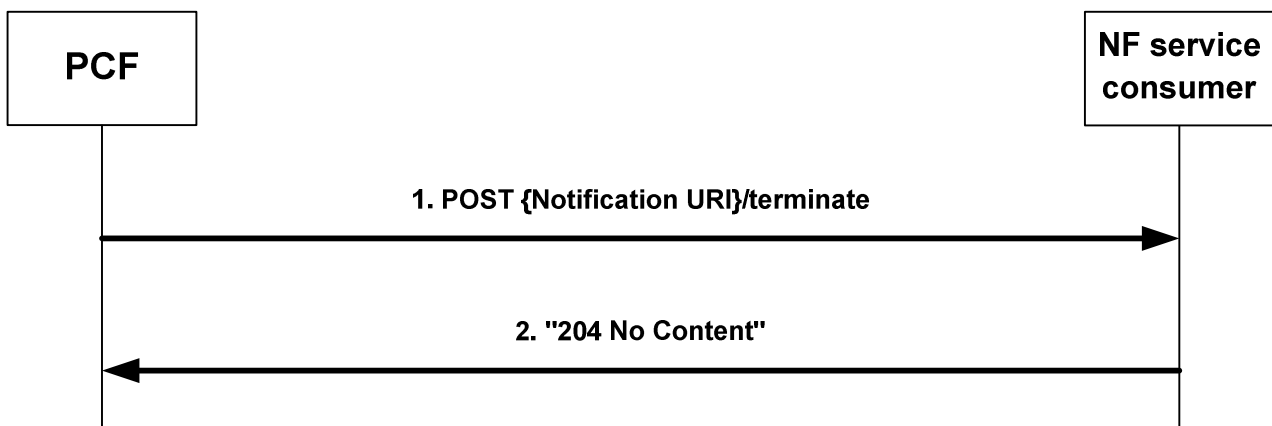 PCF
NF service
consumer
1. POST {Notification URI}/terminate
2. "204 No Content"